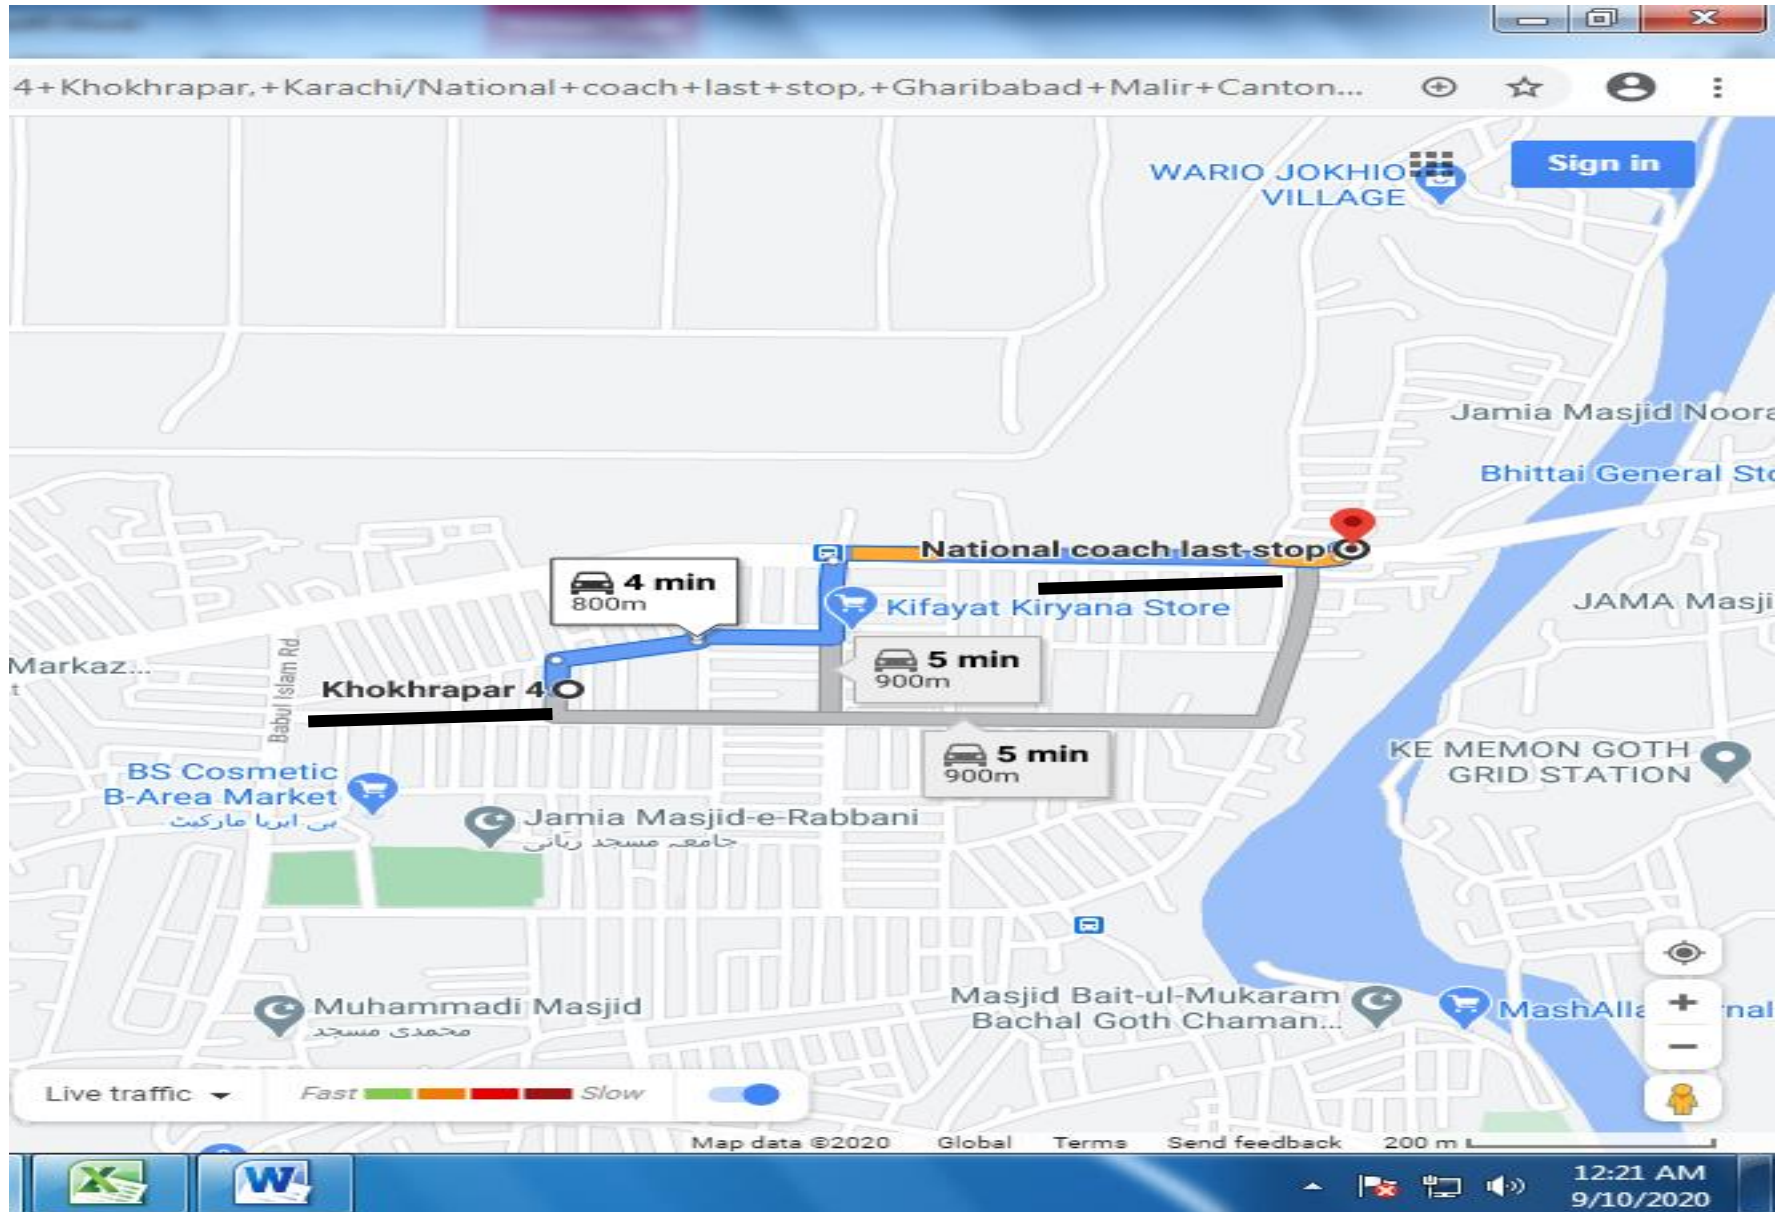 4+Khokhrapar,+Karachi/National+coach+last+stop,+Gharibabad+Malir+Canton...
WARIO JOKHIO
VILLAGE
Sign in
Jamia Masjid Noora
Bhittai General Sto
National coach last stop
4 min
800m
Kifayat Kiryana Store
JAMA Masji
Markaz...
Babul Islam Rd
5 min
900m
Khokhrapar 4
5 min
900m
KE MEMON GOTH
GRID STATION
BS Cosmetic
B-Area Market
بی ایریا مارکیٹ
Jamia Masjid-e-Rabbani
جامعہ مسجد ربّانی
Muhammadi Masjid
محمدی مسجد
Masjid Bait-ul-Mukaram
Bachal Goth Chaman...
MashAlla rnal
Live traffic
Fast Slow
Map data ©2020 Global Terms Send feedback 200 m
12:21 AM
9/10/2020